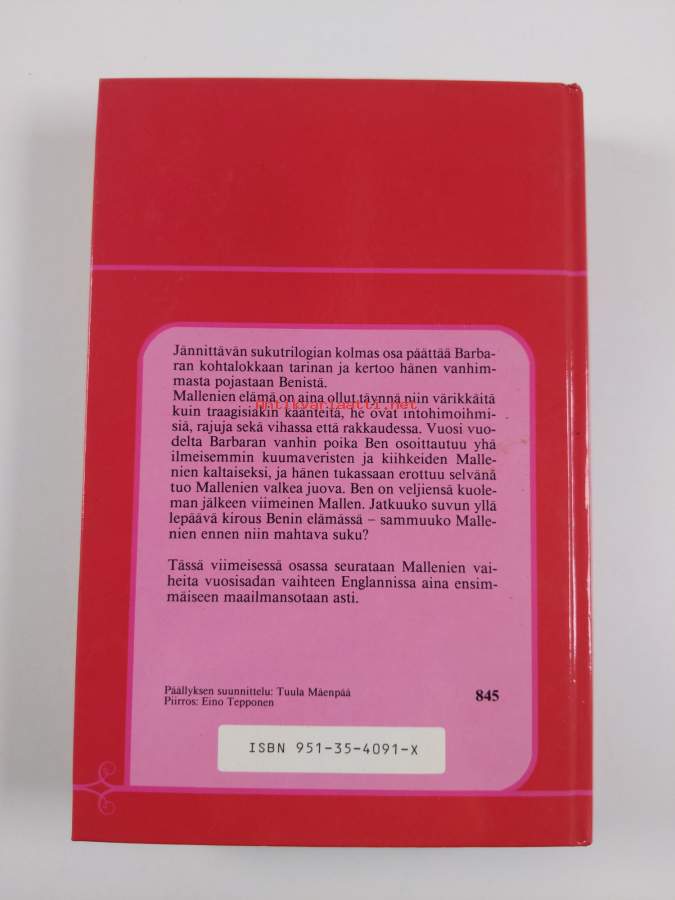 Jännittävän sukutrilogian kolmas osa päättää Barba-
ran kohtalokkaan tarinan ja kertoo hänen vanhim-
masta pojastaan Benistä.
Mallenien elämä on aina ollut täynnä niin värikkäitä
antikvariaatti.net
kuin traagisiakin käänteitä, he ovat intohimoihmi-
siä, rajuja sekä vihassa että rakkaudessa. Vuosi vuo-
delta Barbaran vanhin poika Ben osoittautuu yhä
ilmeisemmin kuumaveristen ja kiihkeiden Malle-
nien kaltaiseksi, ja hänen tukassaan erottuu selvänä
tuo Mallenien valkea juova. Ben on veljiensä kuole-
man jälkeen viimeinen Mallen. Jatkuuko suvun yllä
lepäävä kirous Benin elämässä – sammuuko Malle-
nien ennen niin mahtava suku?
Tässä viimeisessä osassa seurataan Mallenien vai-
heita vuosisadan vaihteen Englannissa aina ensim-
mäiseen maailmansotaan asti.
Päällyksen suunnittelu: Tuula Mäenpää
Piirros: Eino Tepponen
845
ISBN 951-35-4091-X